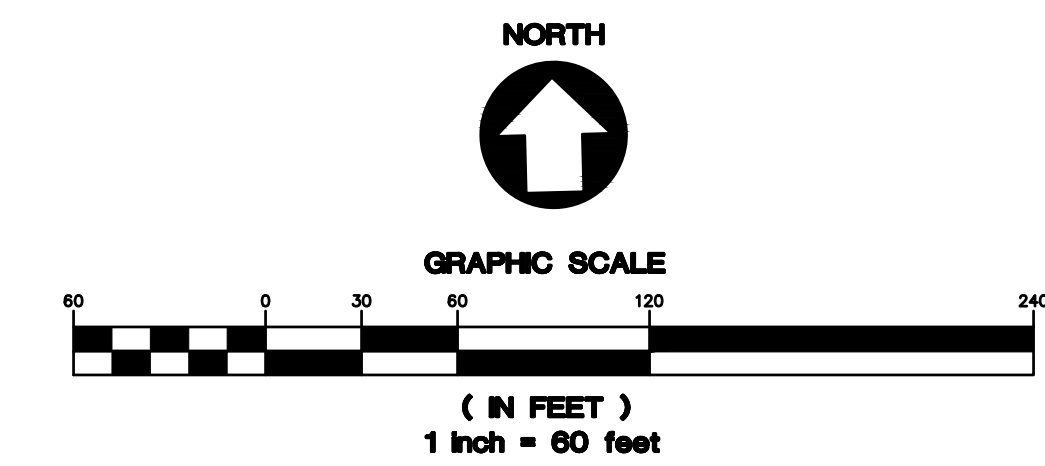 NORTH
GRAPHIC SCALE
60 0 30 60 120 240
( IN FEET )
1 inch = 60 feet